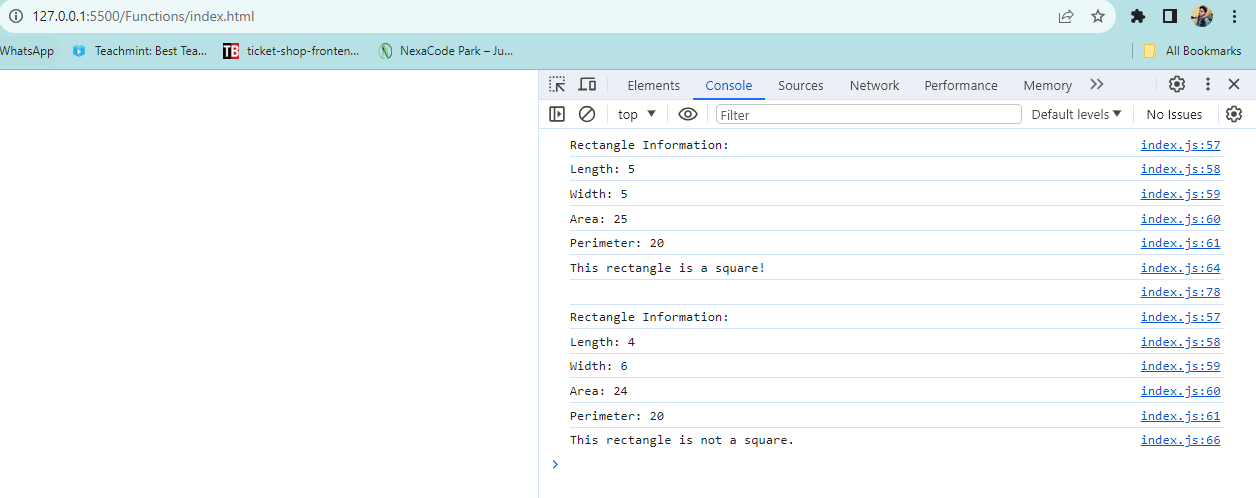 127.0.0.1:5500/Functions/index.html
WhatsApp Teachmint: Best Tea... TB ticket-shop-fronten... NexaCode Park – Ju... All Bookmarks
Elements Console Sources Network Performance Memory
top Filter Default levels No Issues
Rectangle Information: index.js:57
Length: 5 index.js:58
Width: 5 index.js:59
Area: 25 index.js:60
Perimeter: 20 index.js:61
This rectangle is a square! index.js:64
index.js:78
Rectangle Information: index.js:57
Length: 4 index.js:58
Width: 6 index.js:59
Area: 24 index.js:60
Perimeter: 20 index.js:61
This rectangle is not a square. index.js:66